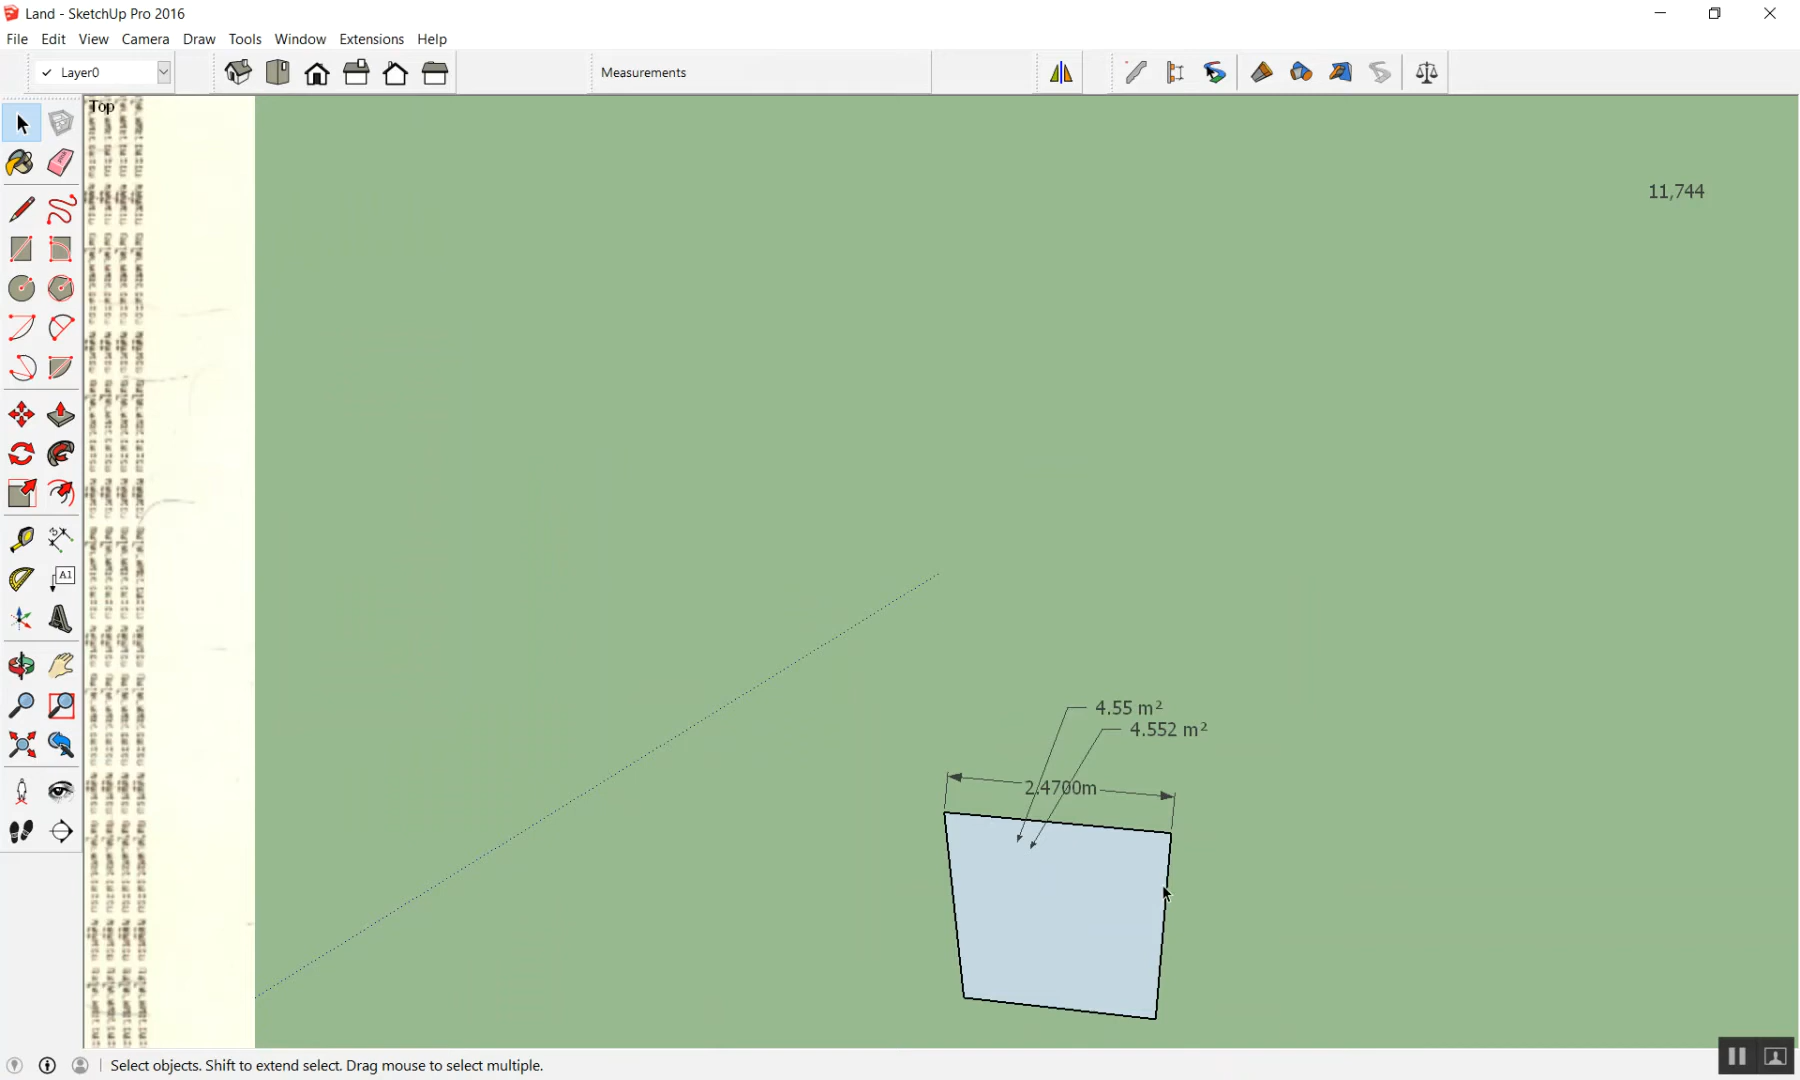 Land - SketchUp Pro 2016
File Edit View Camera Draw Tools Window Extensions Help
Layer0
Measurements
Top
11,744
A1
4.55 m²
4.552 m²
2.4700m
Select objects. Shift to extend select. Drag mouse to select multiple.